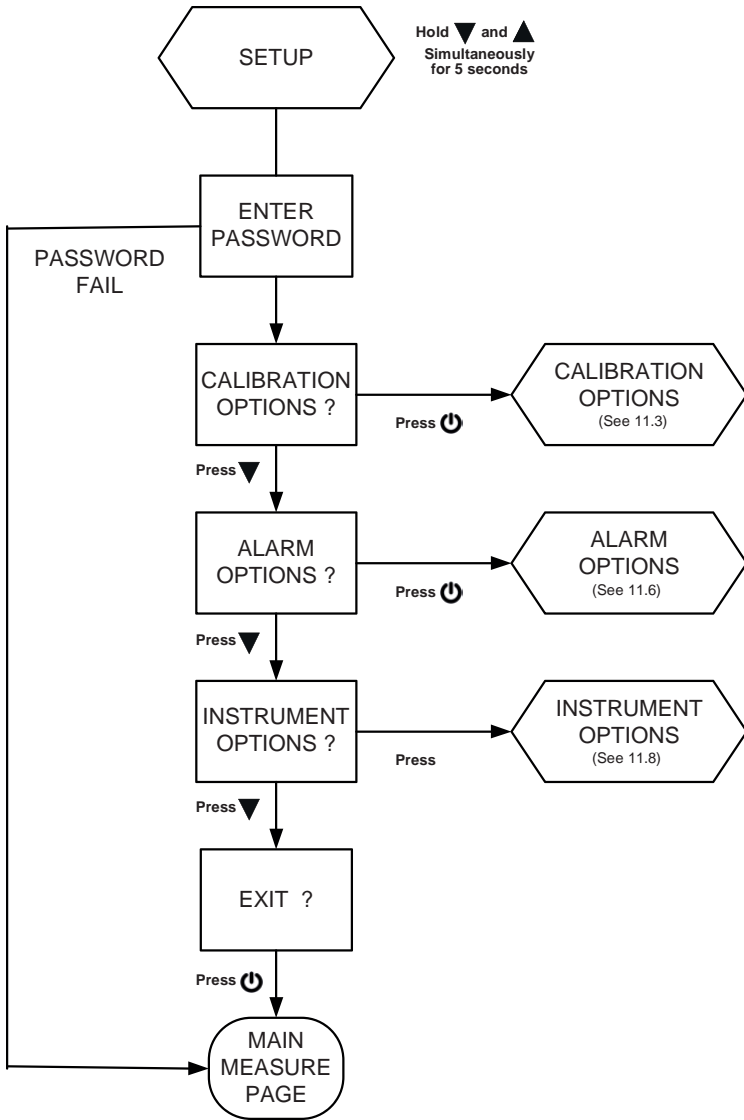 SETUP
Hold ▼ and ▲
Simultaneously
for 5 seconds
ENTER
PASSWORD
PASSWORD
FAIL
CALIBRATION
OPTIONS ?
Press ⏻
CALIBRATION
OPTIONS
(See 11.3)
Press ▼
ALARM
OPTIONS ?
Press ⏻
ALARM
OPTIONS
(See 11.6)
Press ▼
INSTRUMENT
OPTIONS ?
Press
INSTRUMENT
OPTIONS
(See 11.8)
Press ▼
EXIT ?
Press ⏻
MAIN
MEASURE
PAGE